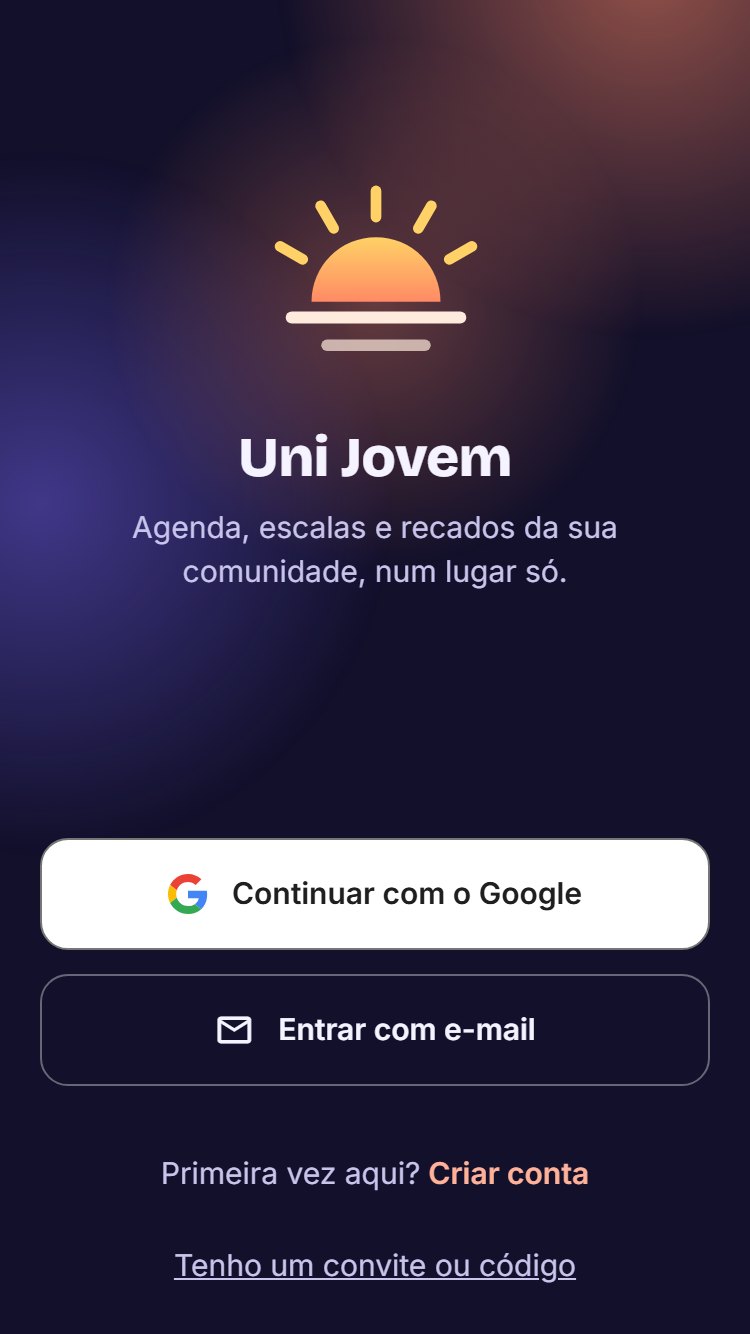 Uni Jovem
Agenda, escalas e recados da sua
comunidade, num lugar só.
Continuar com o Google
Entrar com e-mail
Primeira vez aqui? Criar conta
Tenho um convite ou código